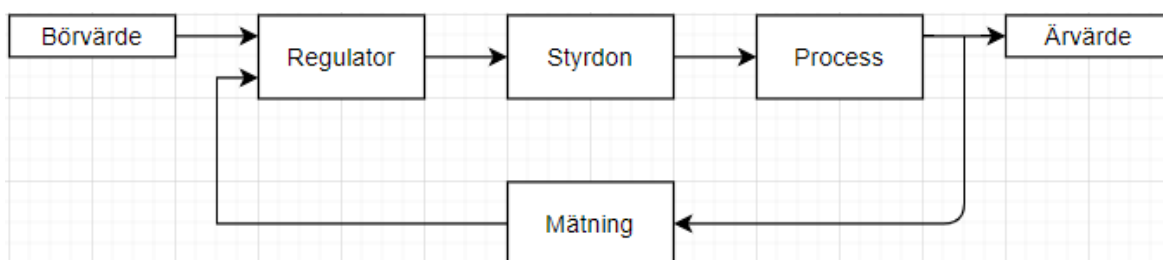 Börvärde
Regulator
Styrdon
Process
Ärvärde
Mätning